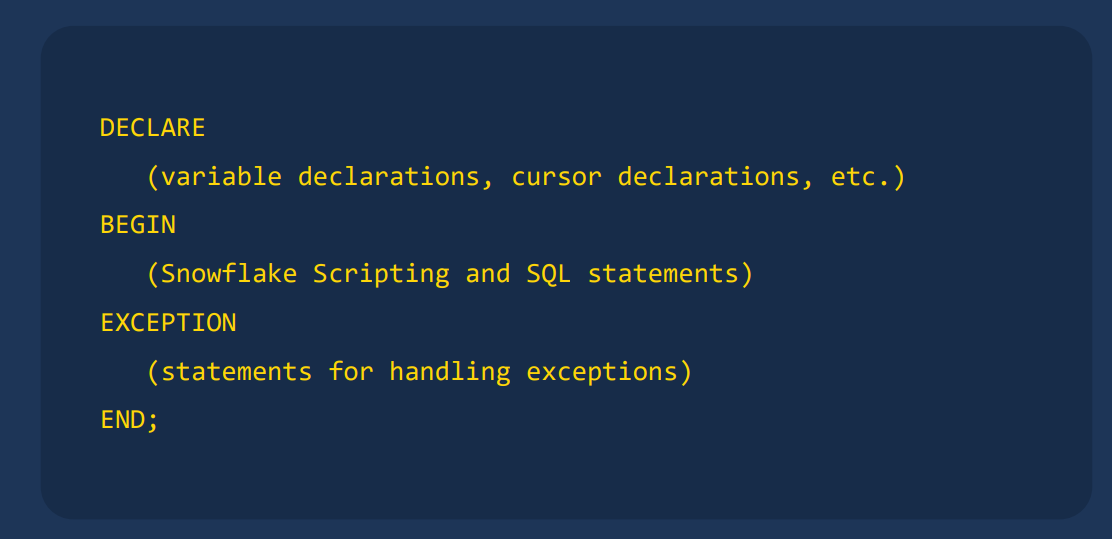 DECLARE
(variable declarations, cursor declarations, etc.)
BEGIN
(Snowflake Scripting and SQL statements)
EXCEPTION
(statements for handling exceptions)
END;